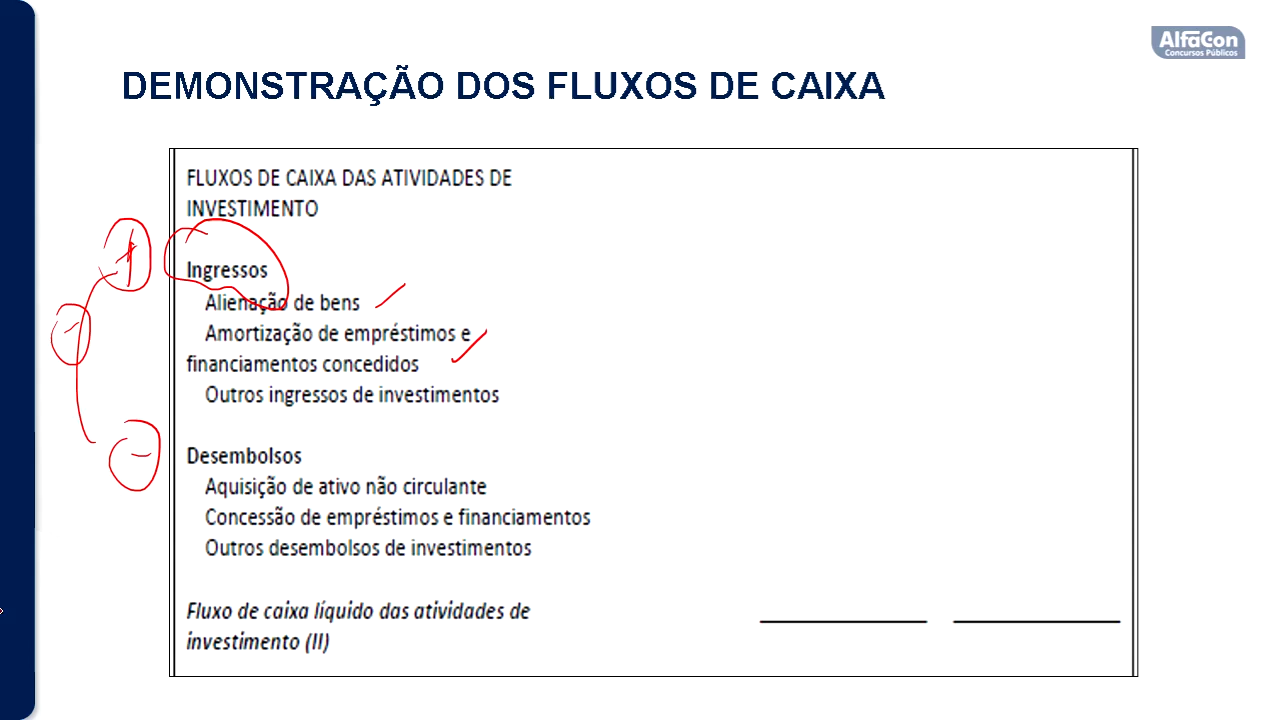 AlfaCon
Concursos Públicos
DEMONSTRAÇÃO DOS FLUXOS DE CAIXA
FLUXOS DE CAIXA DAS ATIVIDADES DE
INVESTIMENTO
Ingressos
Alienação de bens
Amortização de empréstimos e
financiamentos concedidos
Outros ingressos de investimentos
Desembolsos
Aquisição de ativo não circulante
Concessão de empréstimos e financiamentos
Outros desembolsos de investimentos
Fluxo de caixa líquido das atividades de
investimento (II)